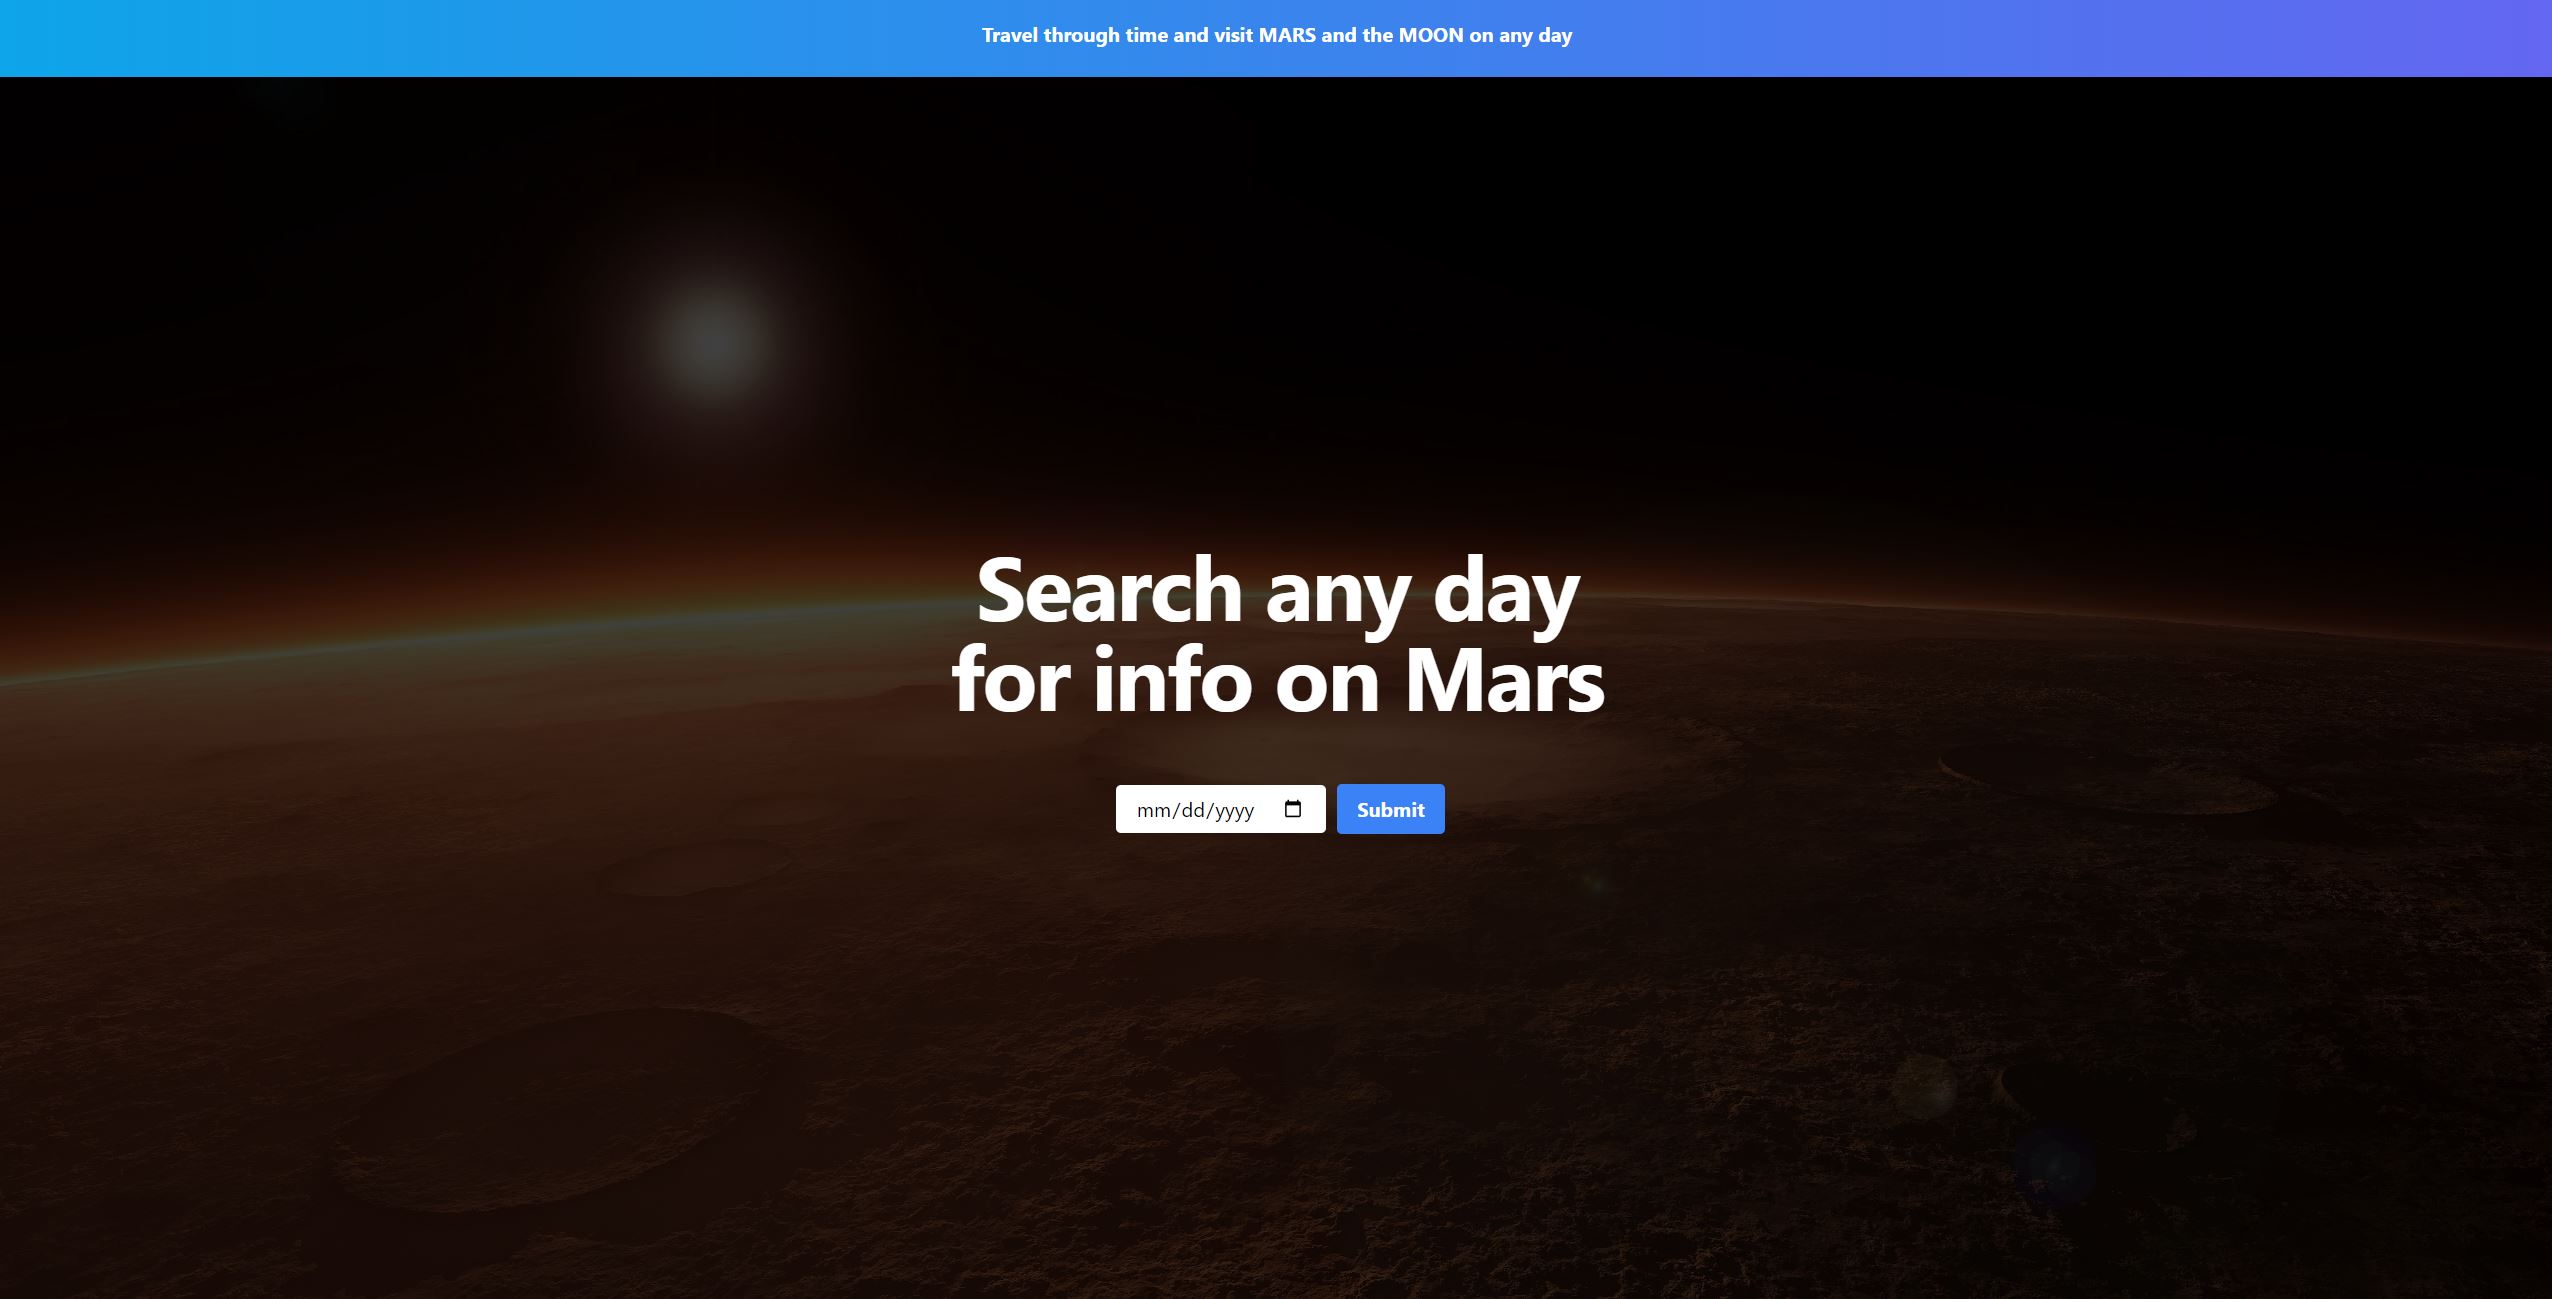 Travel through time and visit MARS and the MOON on any day
Search any day
for info on Mars
mm/dd/yyyy
Submit